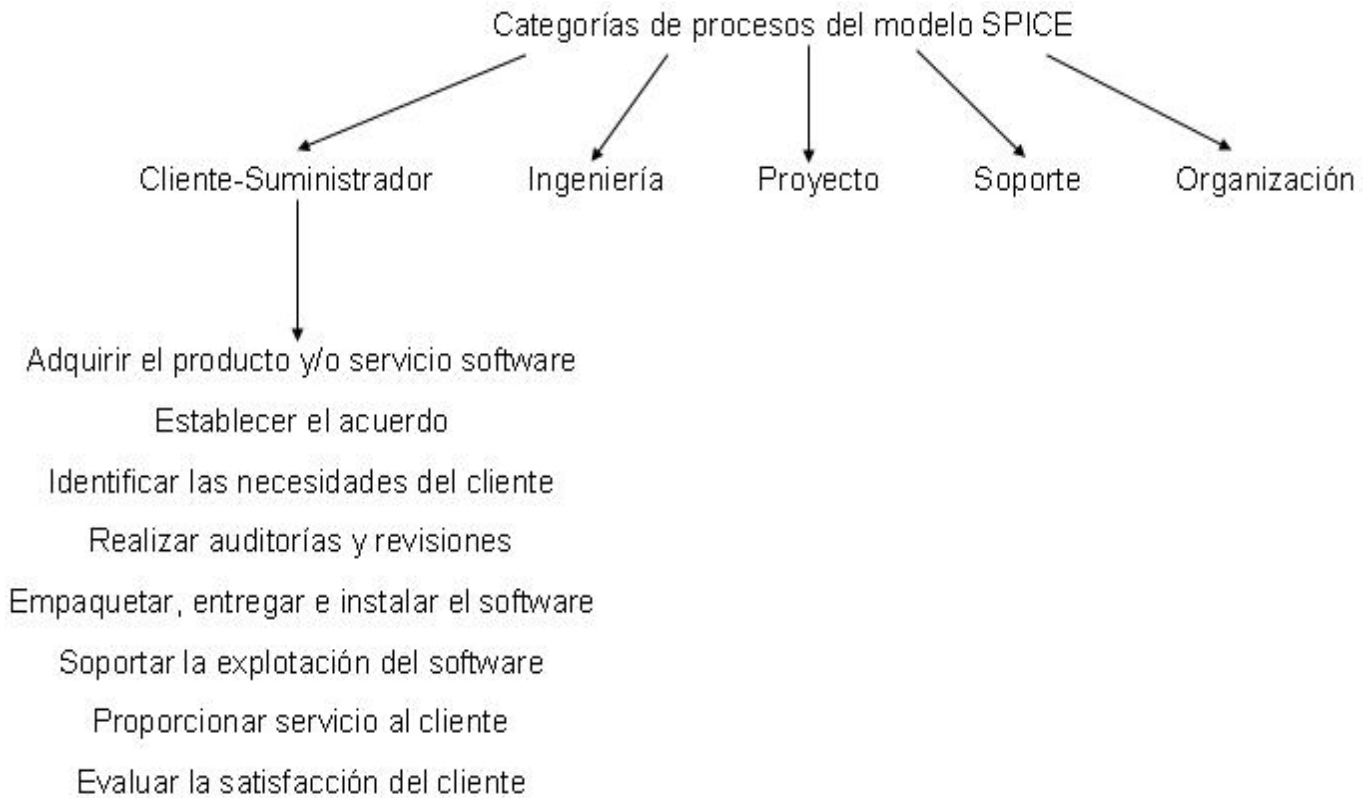 Categorías de procesos del modelo SPICE
Cliente-Suministrador Ingeniería Proyecto Soporte Organización
Adquirir el producto y/o servicio software
Establecer el acuerdo
Identificar las necesidades del cliente
Realizar auditorías y revisiones
Empaquetar, entregar e instalar el software
Soportar la explotación del software
Proporcionar servicio al cliente
Evaluar la satisfacción del cliente